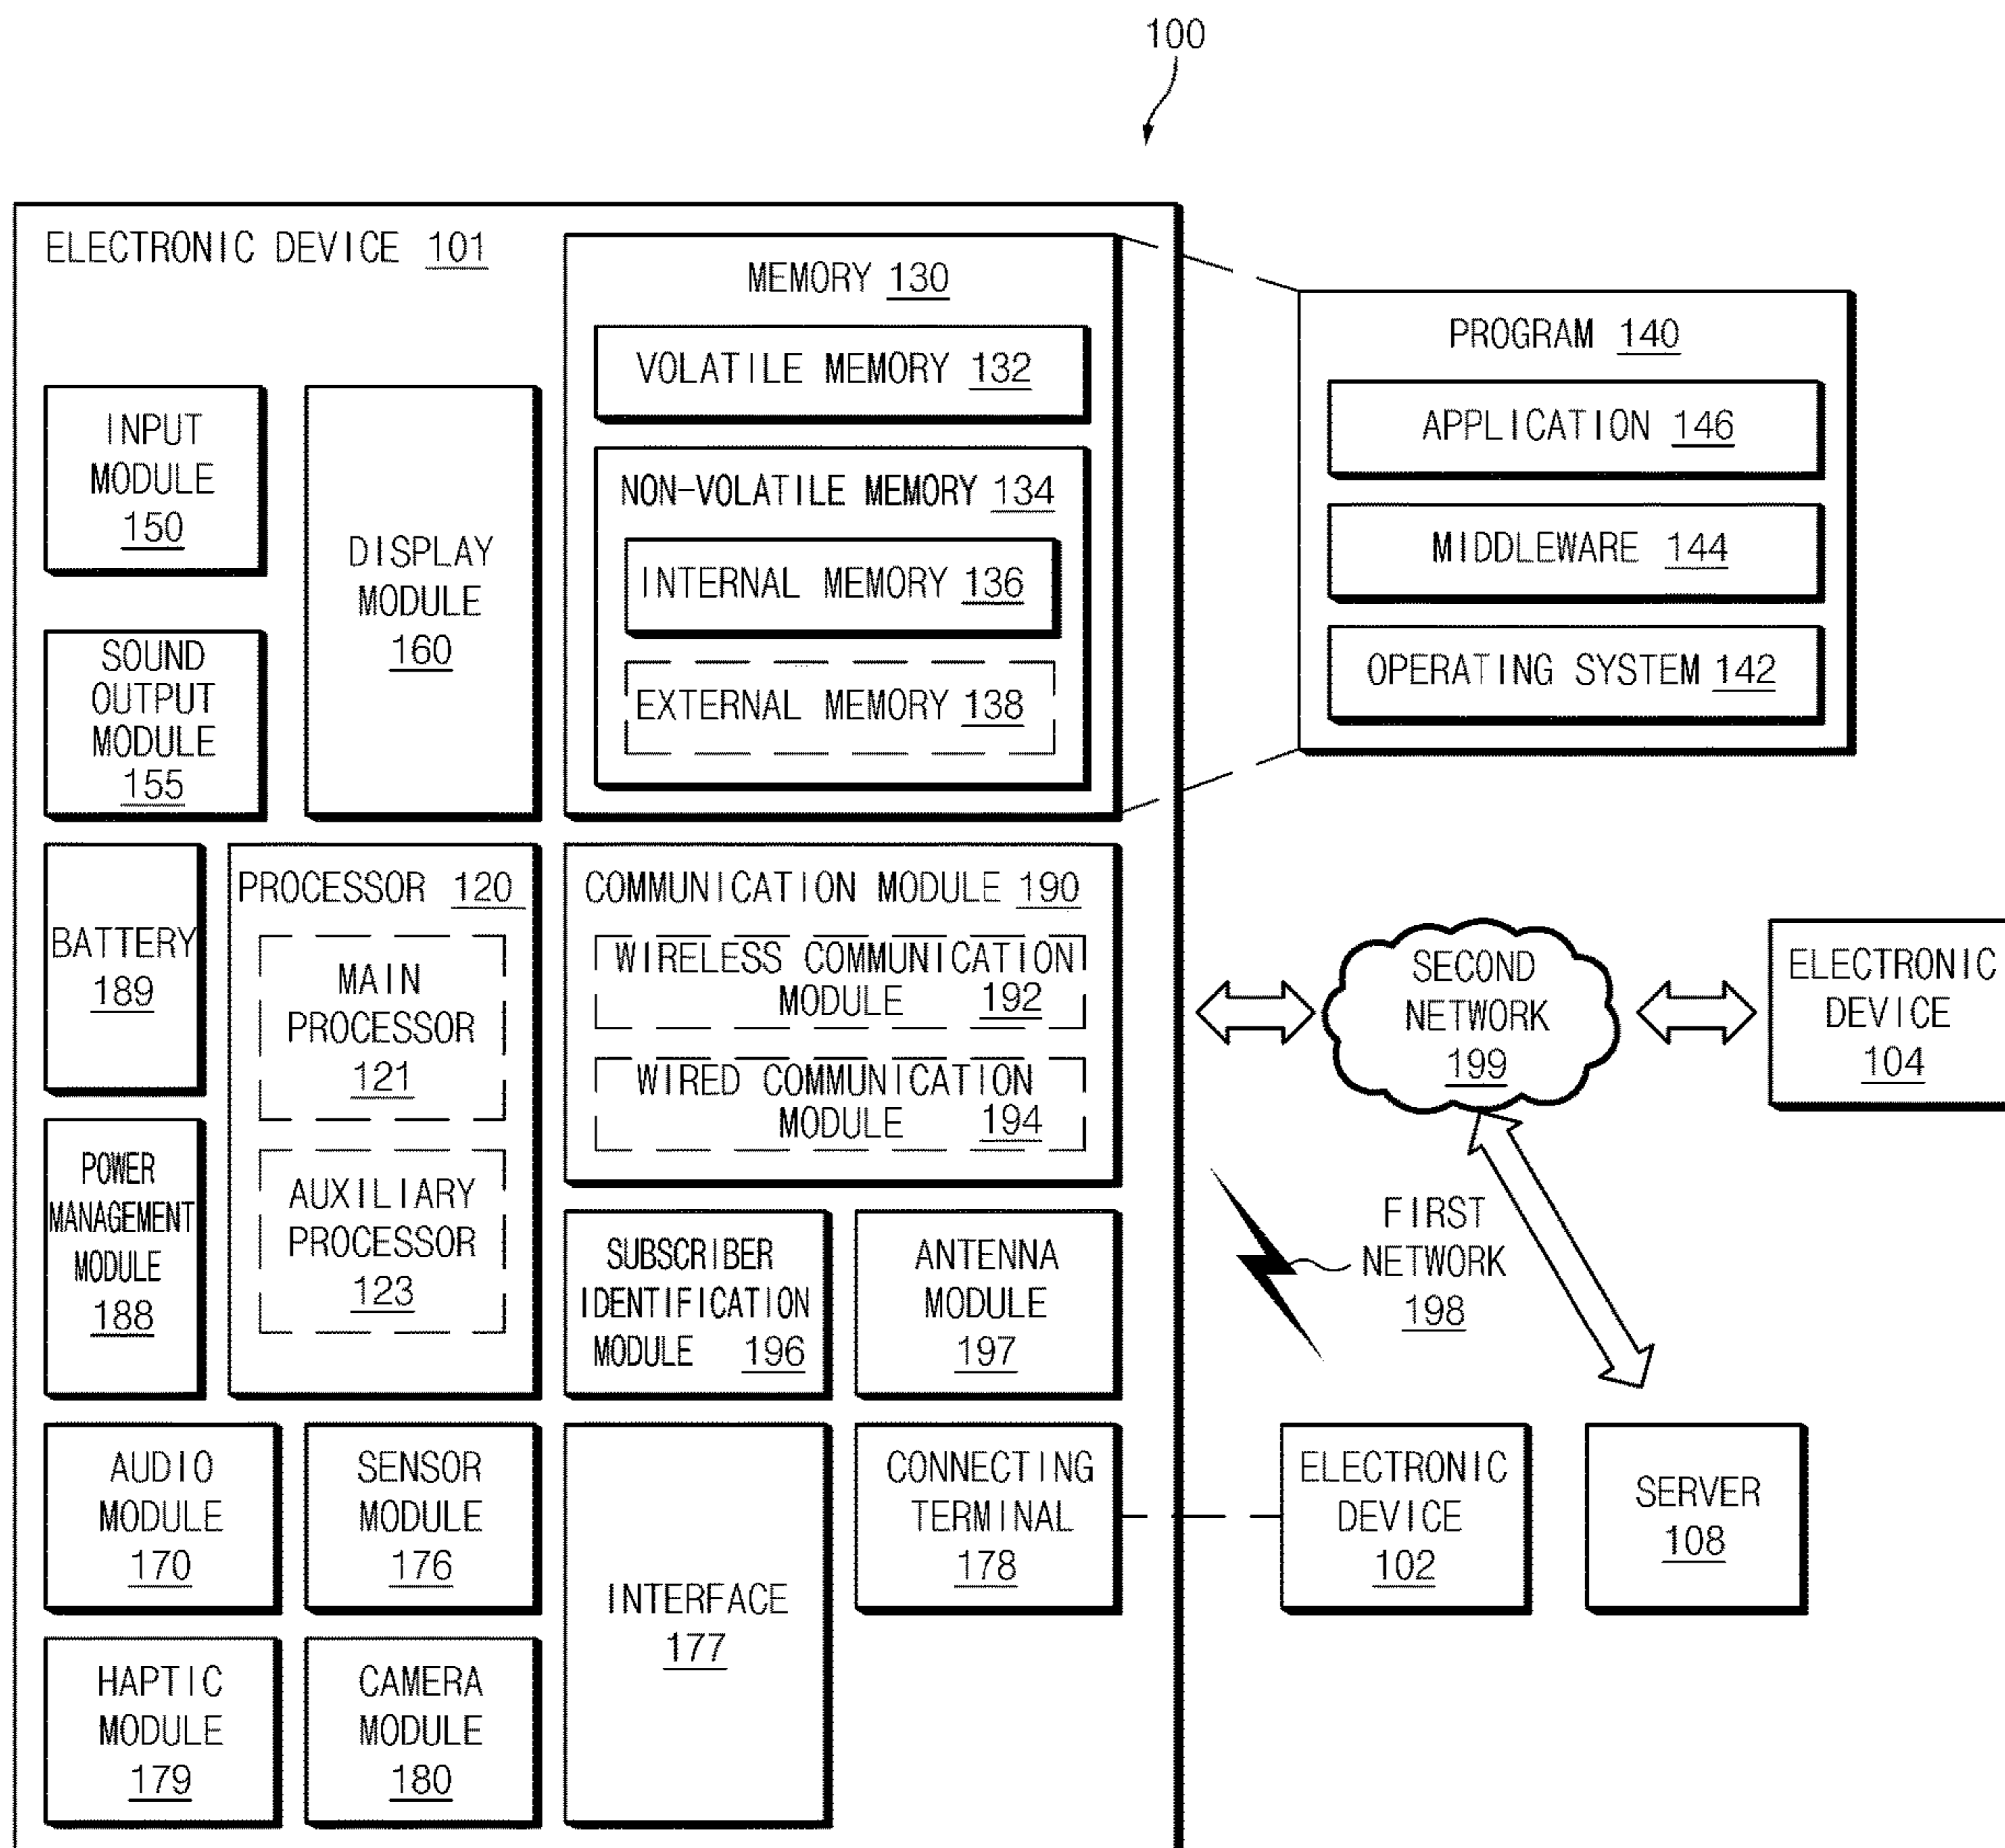 100
ELECTRONIC DEVICE 101
MEMORY 130
VOLATILE MEMORY 132
NON-VOLATILE MEMORY 134
INTERNAL MEMORY 136
EXTERNAL MEMORY 138
PROGRAM 140
APPLICATION 146
MIDDLEWARE 144
OPERATING SYSTEM 142
INPUT
MODULE
150
DISPLAY
MODULE
160
SOUND
OUTPUT
MODULE
155
BATTERY
189
PROCESSOR 120
MAIN
PROCESSOR
121
AUXILIARY
PROCESSOR
123
POWER
MANAGEMENT
MODULE
188
COMMUNICATION MODULE 190
WIRELESS COMMUNICATION
MODULE 192
WIRED COMMUNICATION
MODULE 194
SECOND
NETWORK
199
ELECTRONIC
DEVICE
104
SUBSCRIBER
IDENTIFICATION
MODULE 196
ANTENNA
MODULE
197
FIRST
NETWORK
198
AUDIO
MODULE
170
SENSOR
MODULE
176
INTERFACE
177
CONNECTING
TERMINAL
178
ELECTRONIC
DEVICE
102
SERVER
108
HAPTIC
MODULE
179
CAMERA
MODULE
180